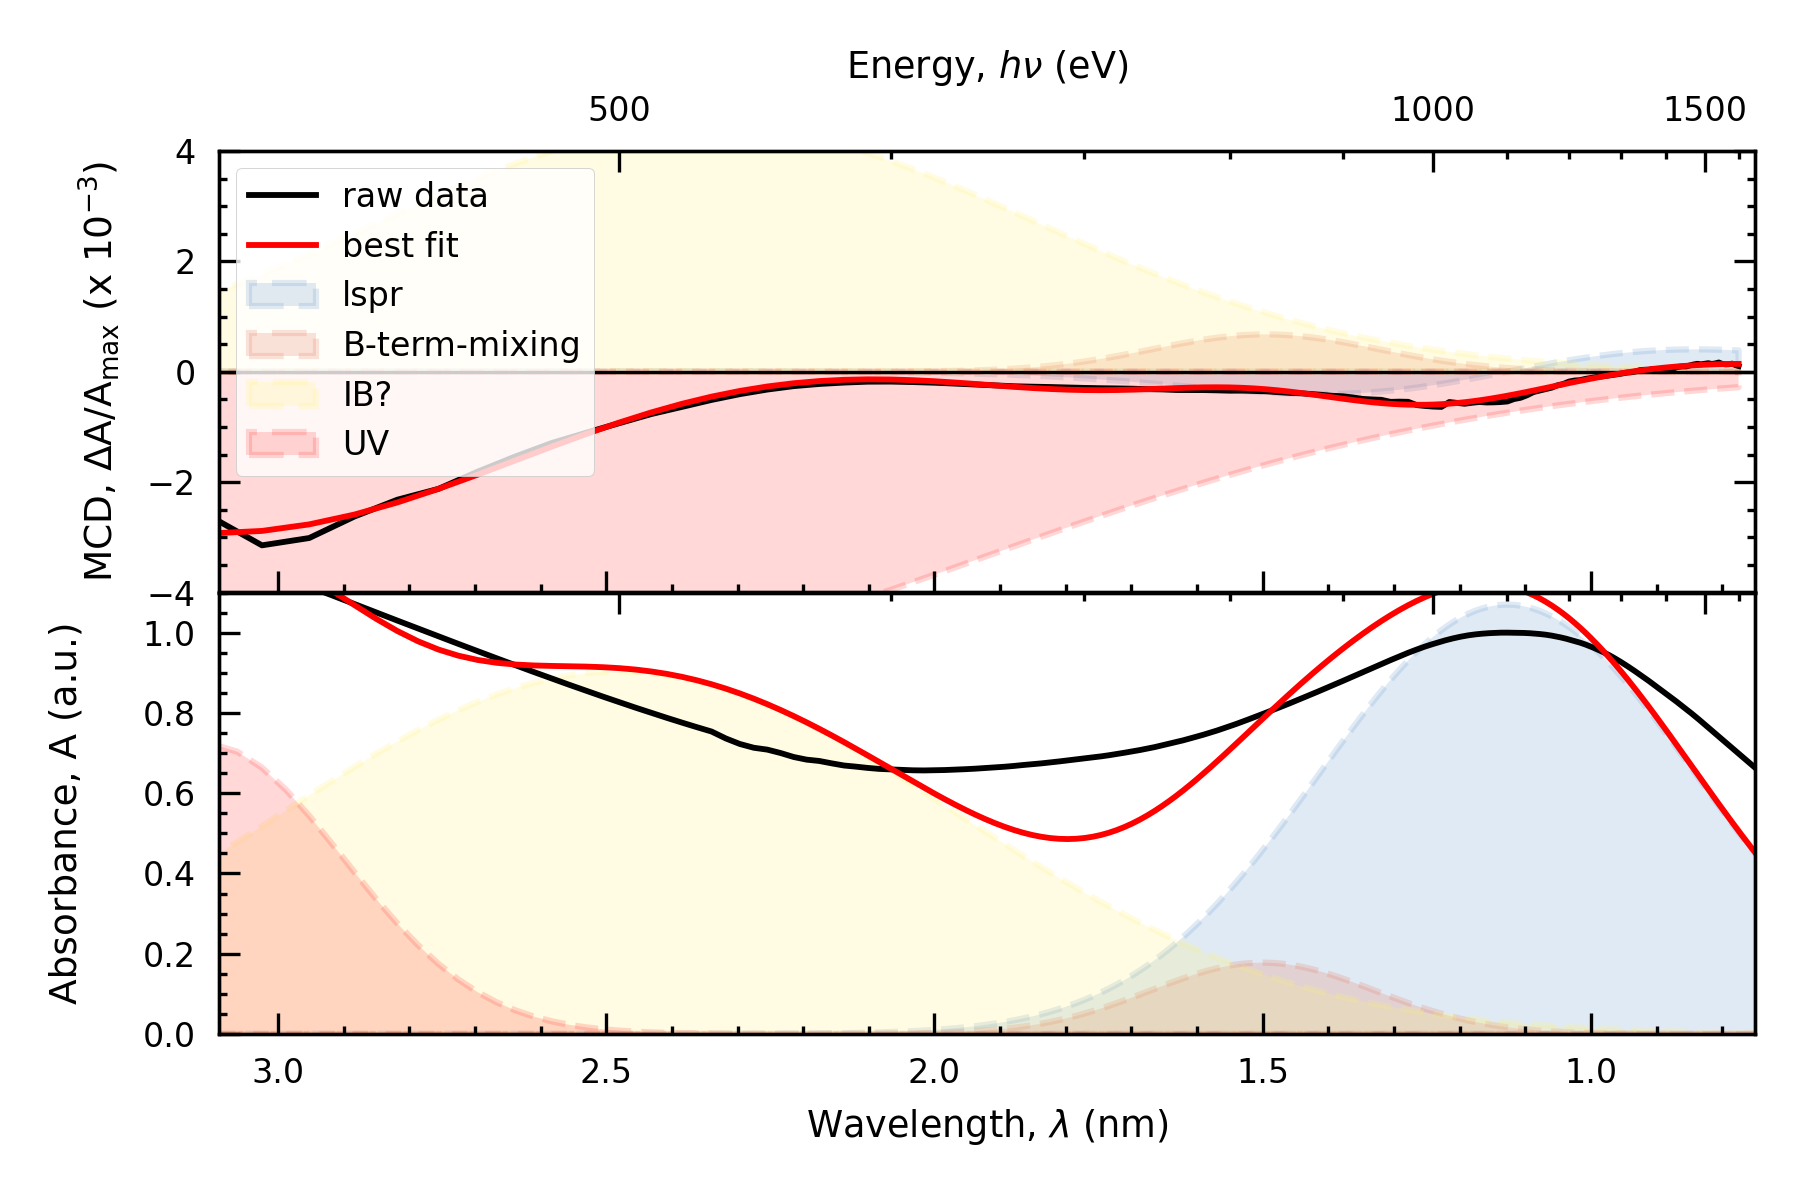 Energy, hν (eV)
500 1000 1500
MCD, ΔA/Amax (x 10⁻³)
4
2
0
−2
−4
raw data
best fit
lspr
B-term-mixing
IB?
UV
Absorbance, A (a.u.)
1.0
0.8
0.6
0.4
0.2
0.0
3.0 2.5 2.0 1.5 1.0
Wavelength, λ (nm)